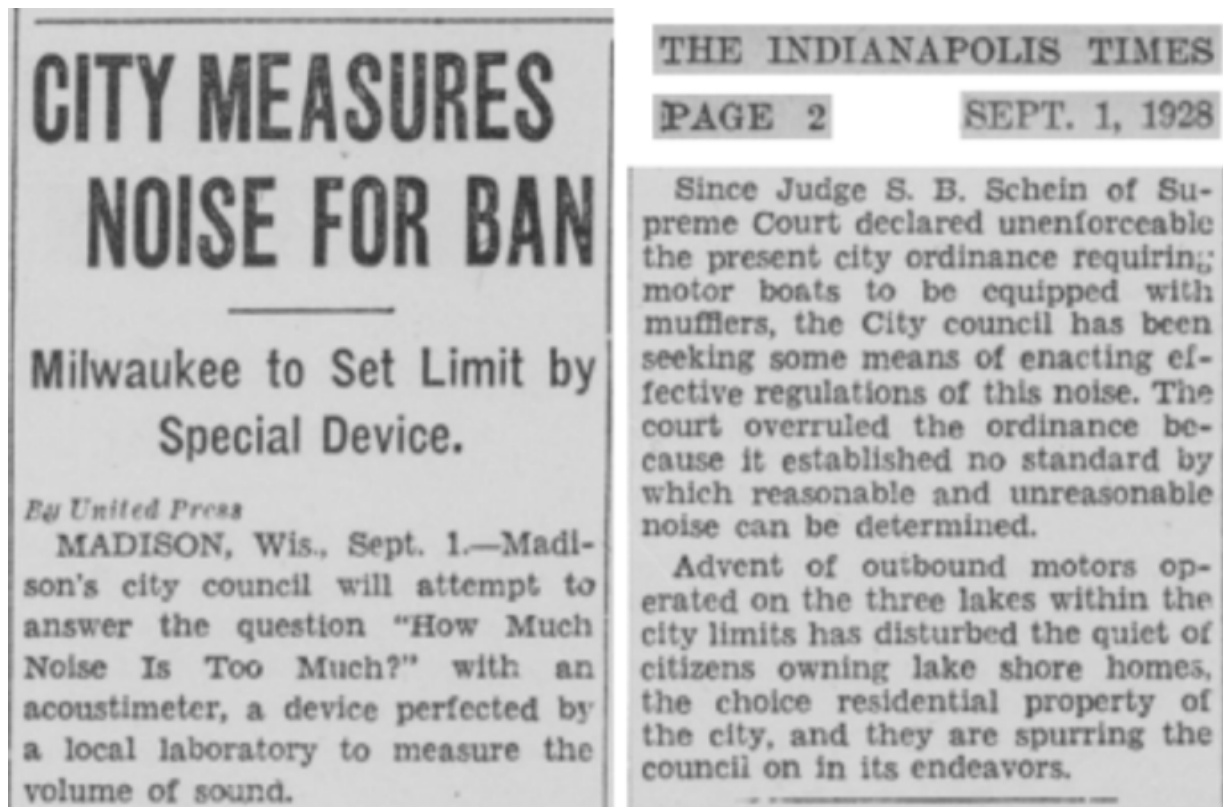 CITY MEASURES
NOISE FOR BAN
Milwaukee to Set Limit by
Special Device.
By United Press
MADISON, Wis., Sept. 1.—Madi-
son's city council will attempt to
answer the question "How Much
Noise Is Too Much?" with an
acoustimeter, a device perfected by
a local laboratory to measure the
volume of sound.
THE INDIANAPOLIS TIMES
PAGE 2 SEPT. 1, 1928
Since Judge S. B. Schein of Su-
preme Court declared unenforceable
the present city ordinance requiring
motor boats to be equipped with
mufflers, the City council has been
seeking some means of enacting ef-
fective regulations of this noise. The
court overruled the ordinance be-
cause it established no standard by
which reasonable and unreasonable
noise can be determined.
Advent of outbound motors op-
erated on the three lakes within the
city limits has disturbed the quiet of
citizens owning lake shore homes,
the choice residential property of
the city, and they are spurring the
council on in its endeavors.